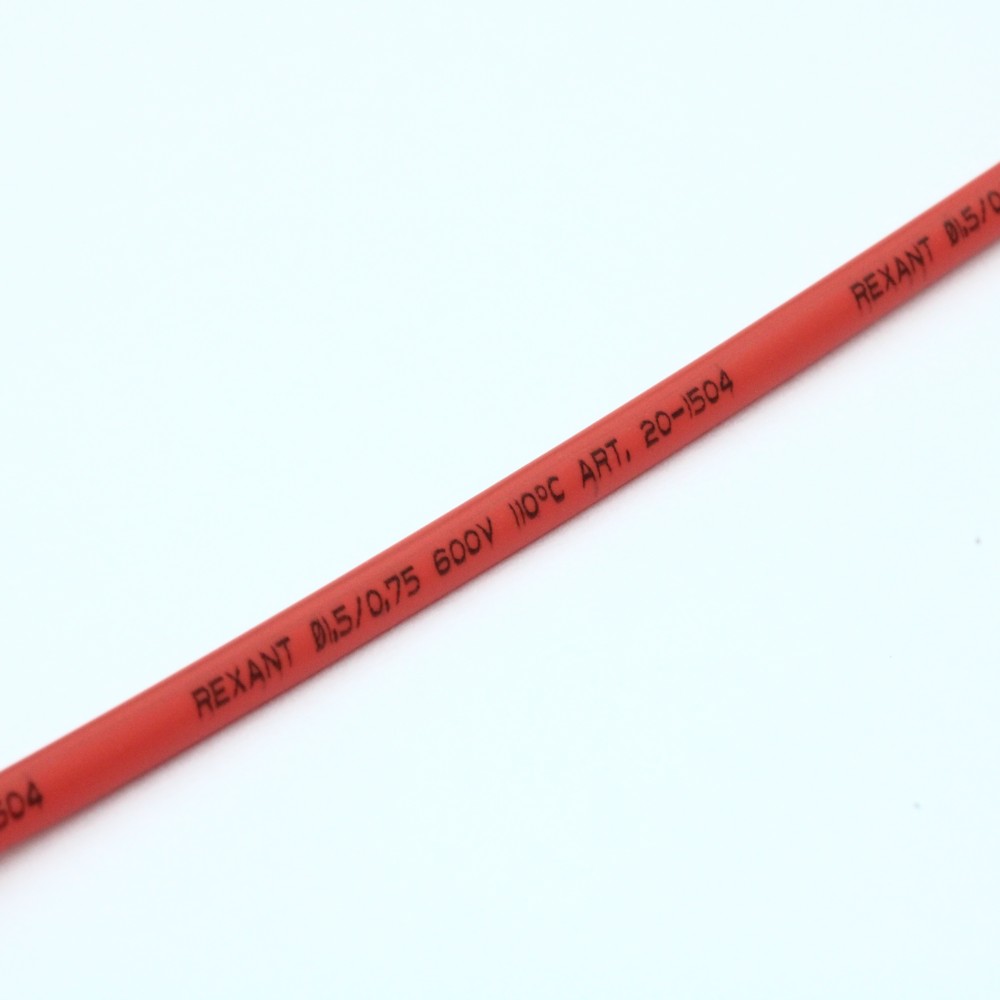 504
REXANT Ø1,5/0,75 600V 110°C ART. 20-1504
REXANT Ø1,5/0